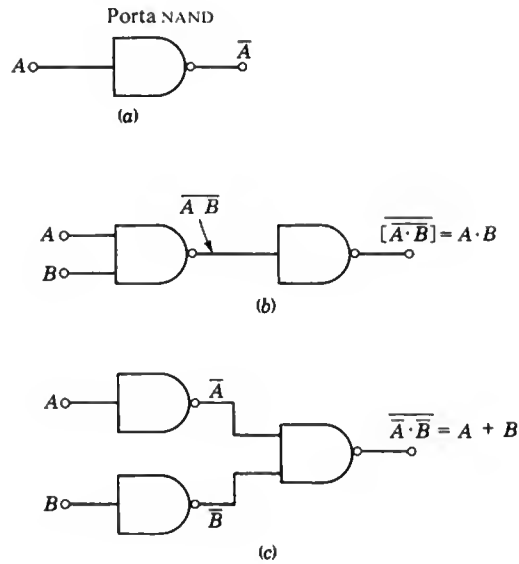 Porta NAND
A
A̅
(a)
A̅ ̅B̅
A
B
[A̅·̅B̅]̅ = A·B
(b)
A
A̅
A̅·B̅ = A + B
B
B̅
(c)